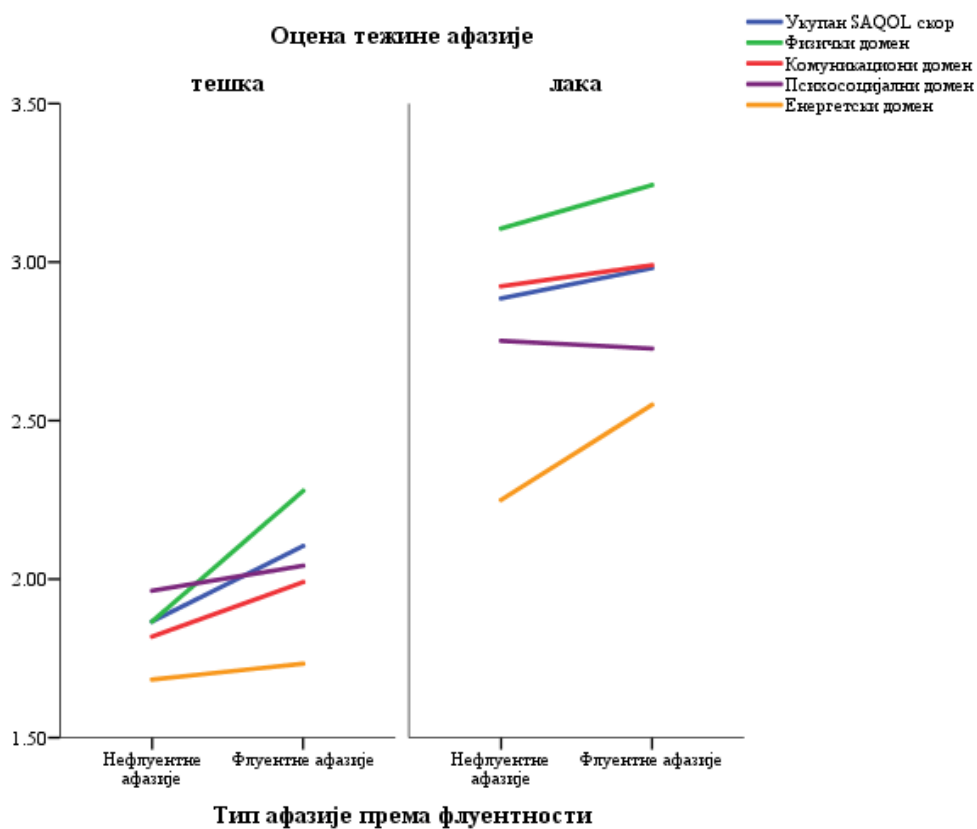 Оцена тежине афазије
тешка
лака
Укупан SAQOL скор
Физички домен
Комуникациони домен
Психосоцијални домен
Енергетски домен
3.50
3.00
2.50
2.00
1.50
Нефлуентне
афазије
Флуентне афазије
Нефлуентне
афазије
Флуентне афазије
Тип афазије према флуентности